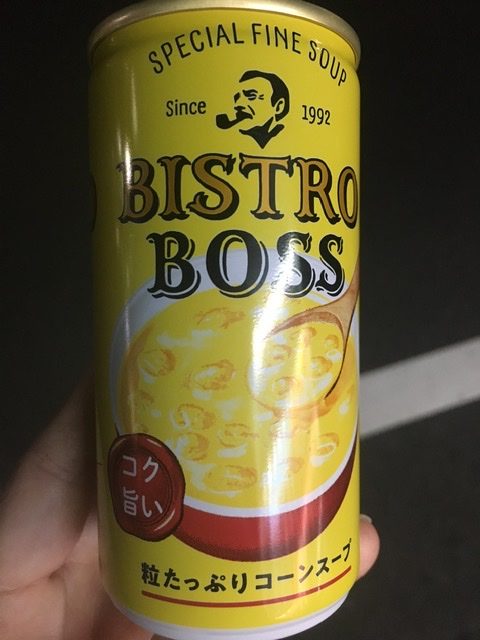 SPECIAL FINE SOUP
Since 1992
BISTRO
BOSS
コク
旨い
粒たっぷりコーンスープ